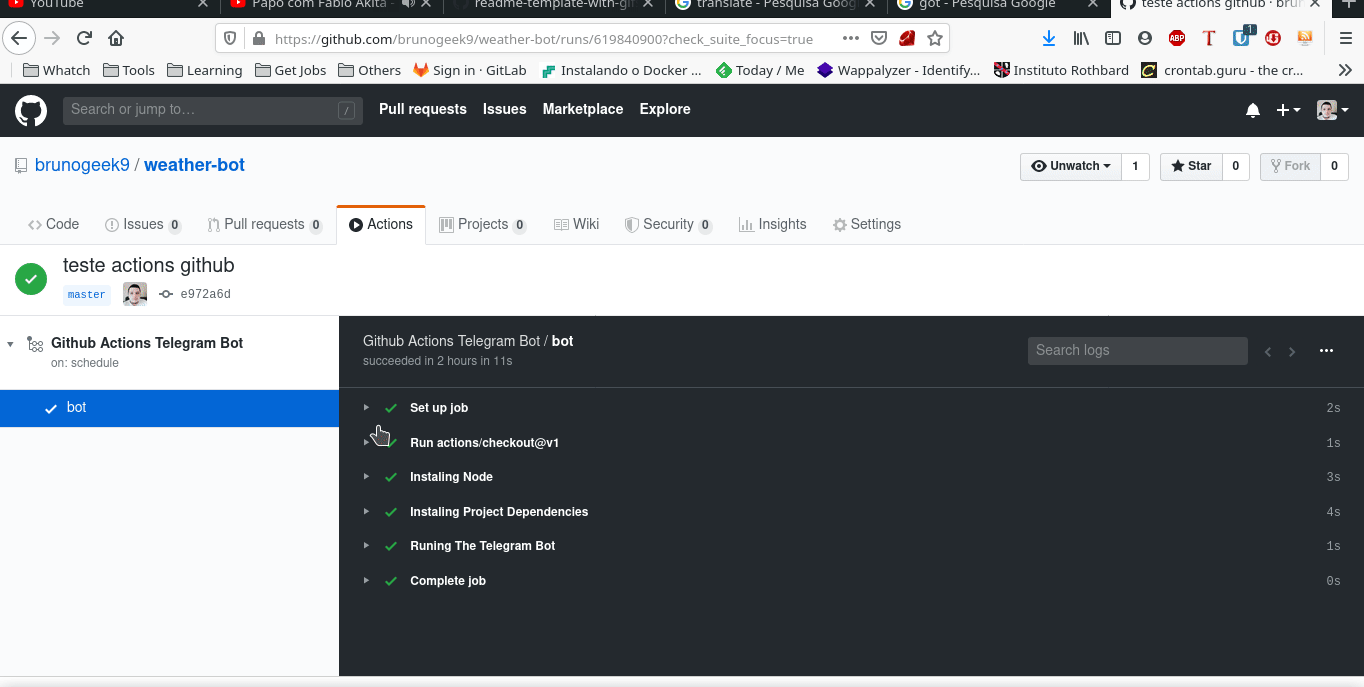 YouTube
Papo com Fabio Akita -
readme-template-with-gif
translate - Pesquisa Goog
got - Pesquisa Google
teste actions github · brun
https://github.com/brunogeek9/weather-bot/runs/619840900?check_suite_focus=true
ABP
T
1
Whatch
Tools
Learning
Get Jobs
Others
Sign in · GitLab
Instalando o Docker ...
Today / Me
Wappalyzer - Identify...
Instituto Rothbard
crontab.guru - the cr...
Search or jump to...
/
Pull requests
Issues
Marketplace
Explore
brunogeek9 / weather-bot
Unwatch
1
Star
0
Fork
0
Code
Issues 0
Pull requests 0
Actions
Projects 0
Wiki
Security 0
Insights
Settings
teste actions github
master
e972a6d
Github Actions Telegram Bot
on: schedule
bot
Github Actions Telegram Bot / bot
succeeded in 2 hours in 11s
Search logs
Set up job 2s
Run actions/checkout@v1 1s
Instaling Node 3s
Instaling Project Dependencies 4s
Runing The Telegram Bot 1s
Complete job 0s